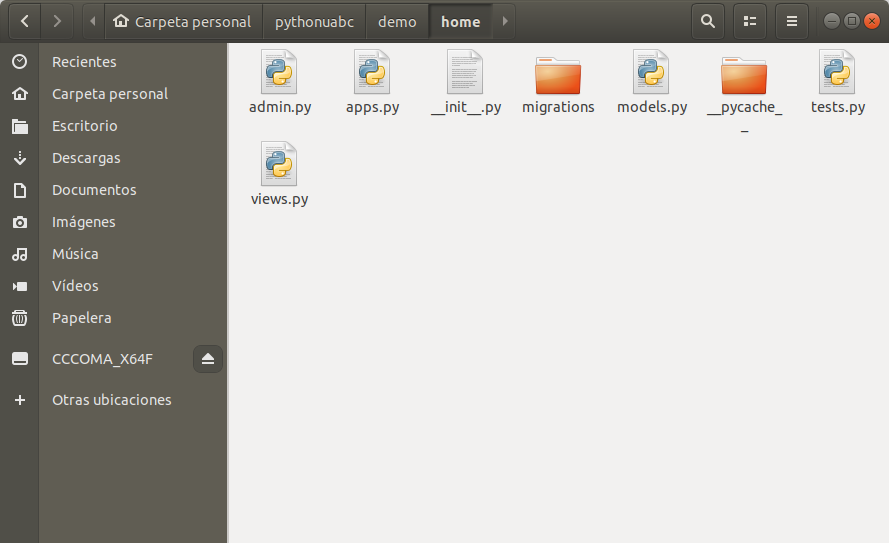 Carpeta personal
pythonuabc
demo
home
Recientes
Carpeta personal
Escritorio
Descargas
Documentos
Imágenes
Música
Vídeos
Papelera
CCCOMA_X64F
Otras ubicaciones
admin.py
apps.py
__init__.py
migrations
models.py
__pycache_
_
tests.py
views.py